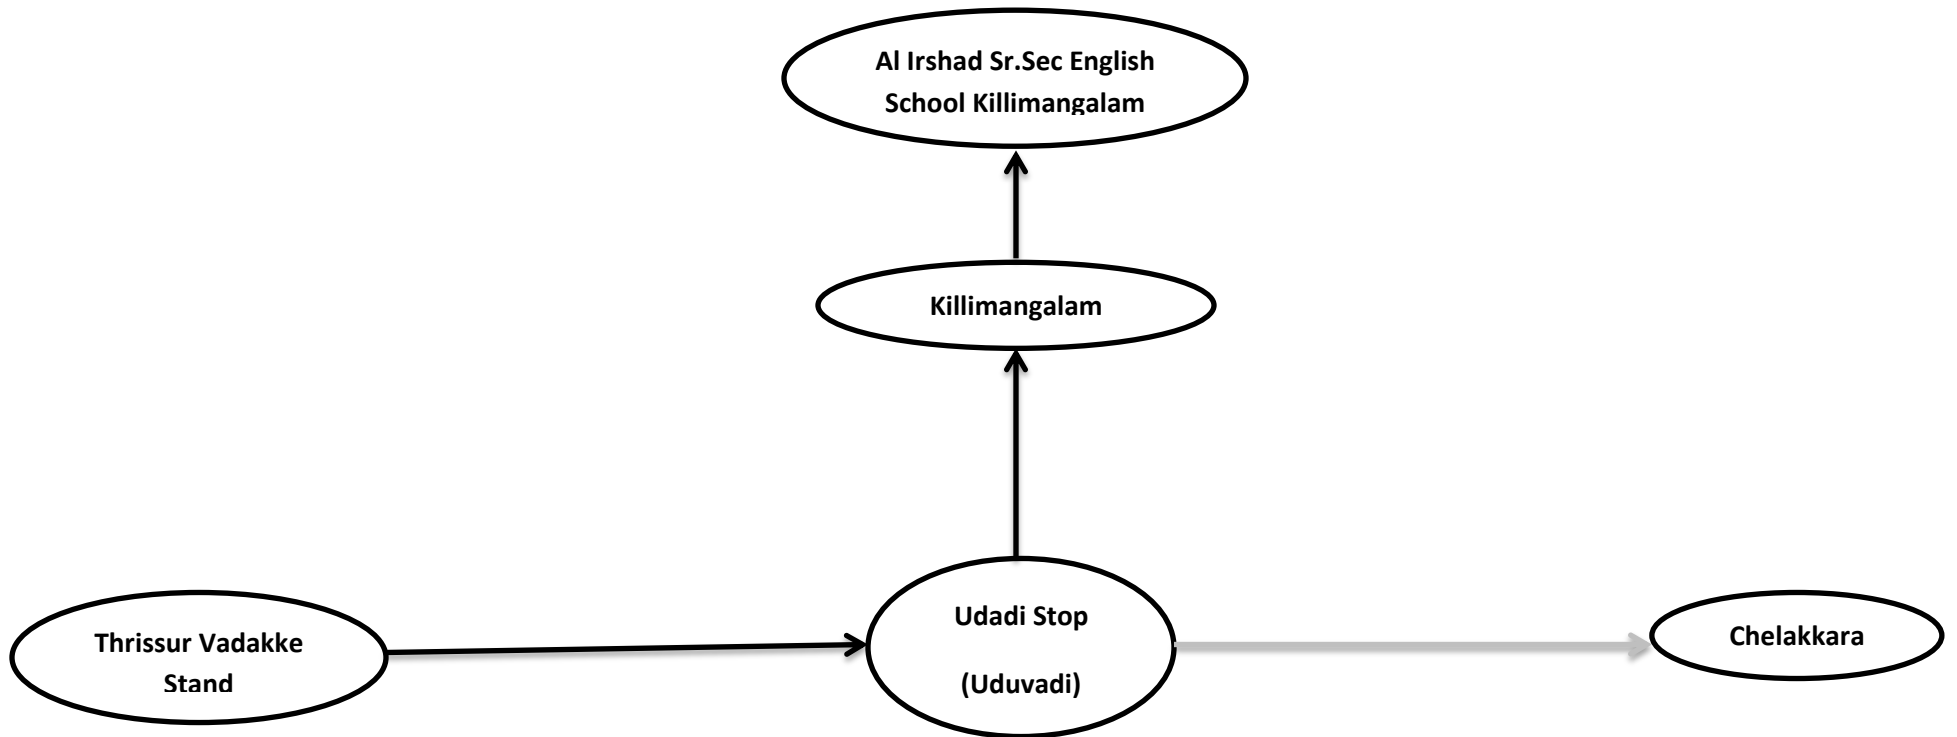 Al Irshad Sr.Sec English
School Killimangalam
Killimangalam
Udadi Stop
(Uduvadi)
Thrissur Vadakke
Stand
Chelakkara